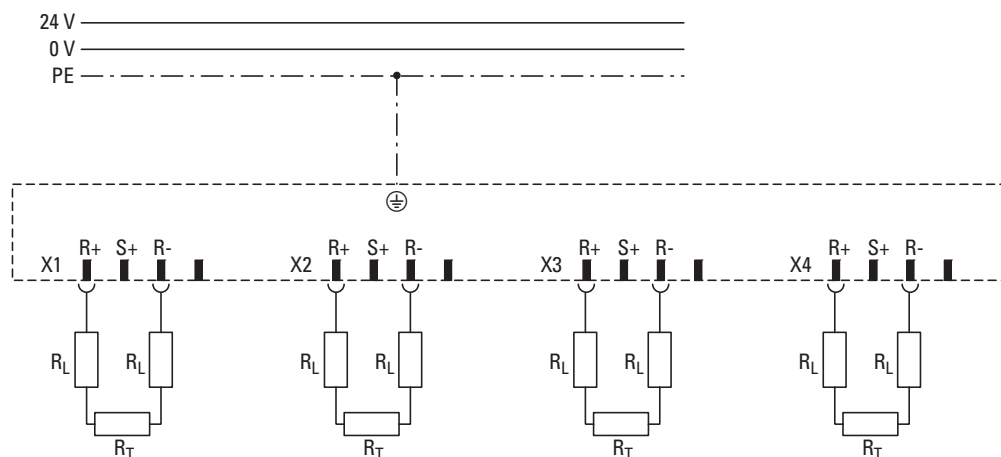 24 V
0 V
PE
R+ S+ R- R+ S+ R- R+ S+ R- R+ S+ R-
X1 X2 X3 X4
RL RL RL RL RL RL RL RL
RT RT RT RT